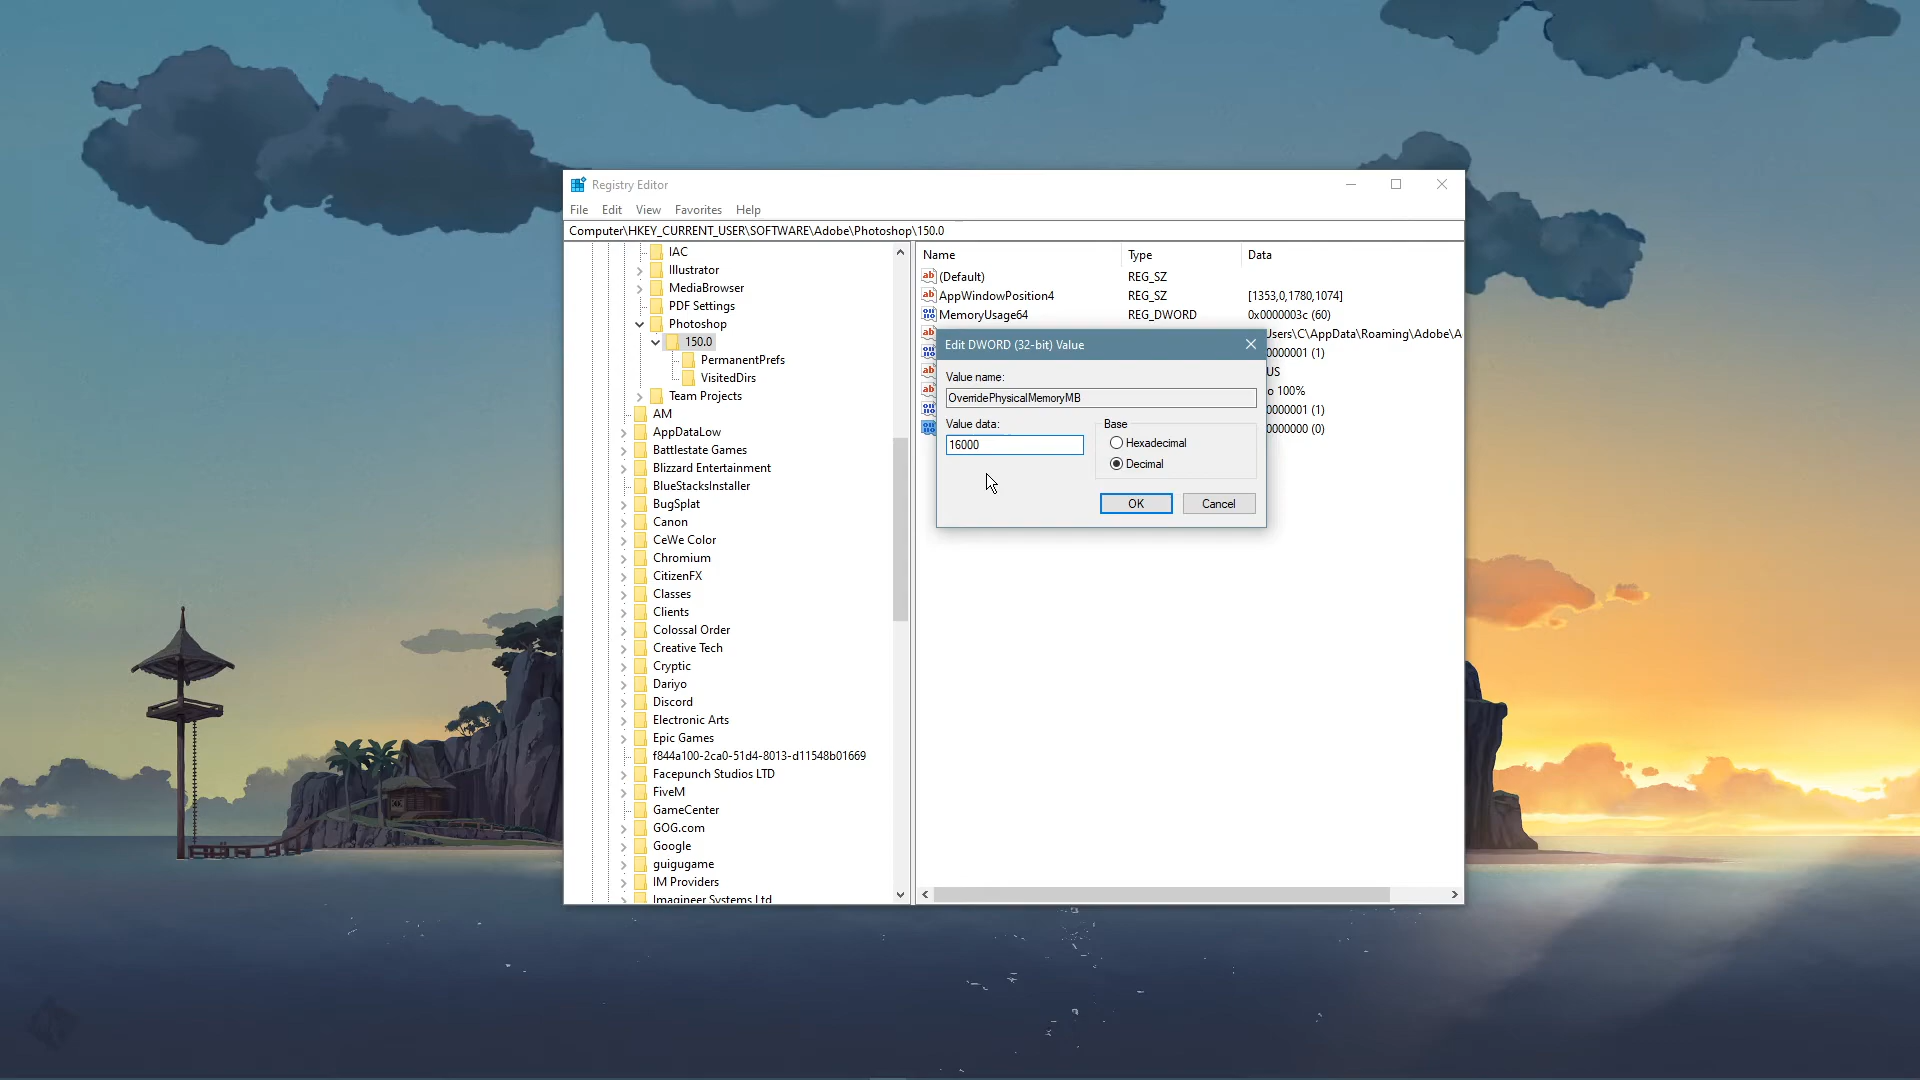 Registry Editor
File Edit View Favorites Help
Computer\HKEY_CURRENT_USER\SOFTWARE\Adobe\Photoshop\150.0
IAC
Illustrator
MediaBrowser
PDF Settings
Photoshop
150.0
PermanentPrefs
VisitedDirs
Team Projects
AM
AppDataLow
Battlestate Games
Blizzard Entertainment
BlueStacksInstaller
BugSplat
Canon
CeWe Color
Chromium
CitizenFX
Classes
Clients
Colossal Order
Creative Tech
Cryptic
Dariyo
Discord
Electronic Arts
Epic Games
f844a100-2ca0-51d4-8013-d11548b01669
Facepunch Studios LTD
FiveM
GameCenter
GOG.com
Google
guigugame
IM Providers
Imagineer Systems Ltd
Name Type Data
(Default) REG_SZ
AppWindowPosition4 REG_SZ [1353,0,1780,1074]
MemoryUsage64 REG_DWORD 0x0000003c (60)
Users\C\AppData\Roaming\Adobe\A
0000001 (1)
US
o 100%
0000001 (1)
0000000 (0)
Edit DWORD (32-bit) Value
Value name:
OverridePhysicalMemoryMB
Value data:
16000
Base
Hexadecimal
Decimal
OK Cancel